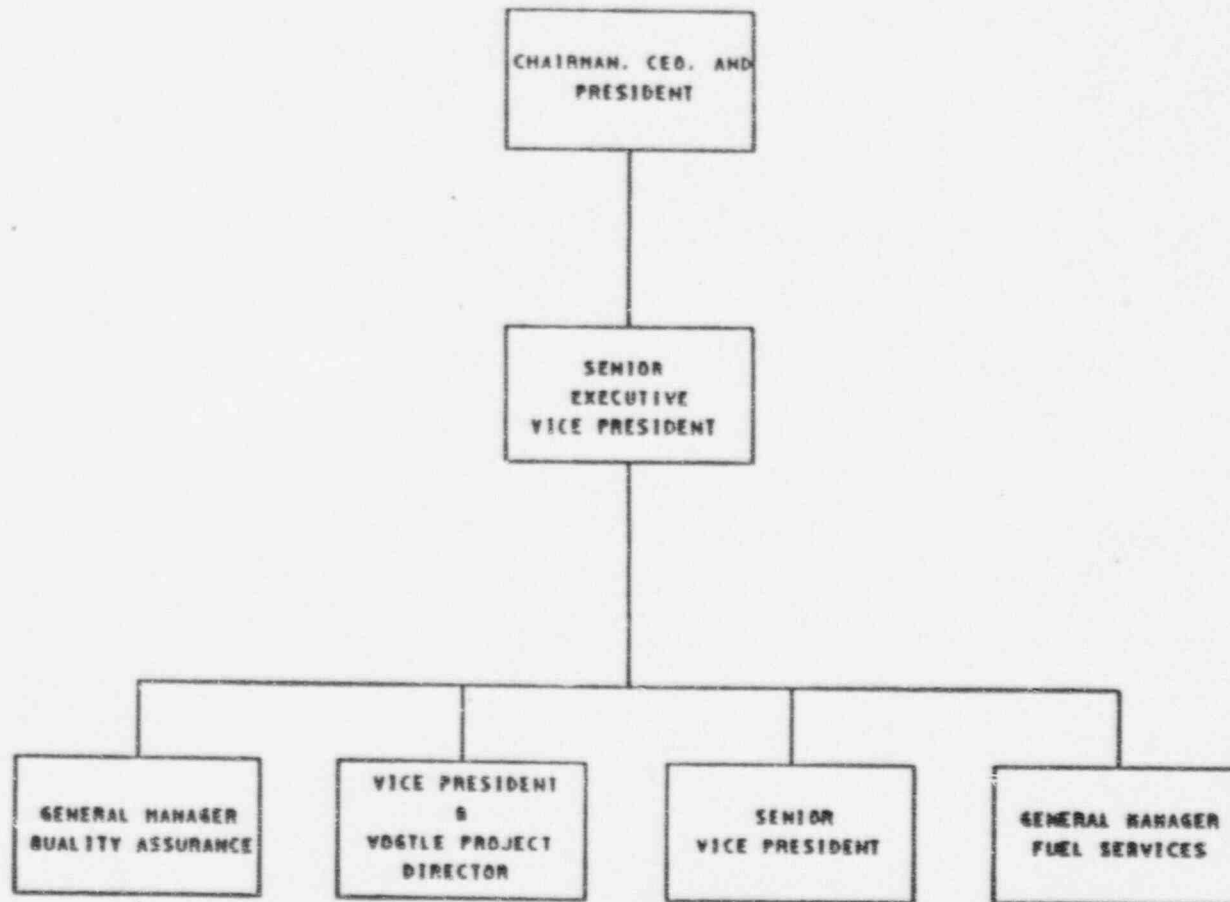 CHAIRMAN, CEO, AND
PRESIDENT
SENIOR
EXECUTIVE
VICE PRESIDENT
GENERAL MANAGER
QUALITY ASSURANCE
VICE PRESIDENT
&
VOGTLE PROJECT
DIRECTOR
SENIOR
VICE PRESIDENT
GENERAL MANAGER
FUEL SERVICES